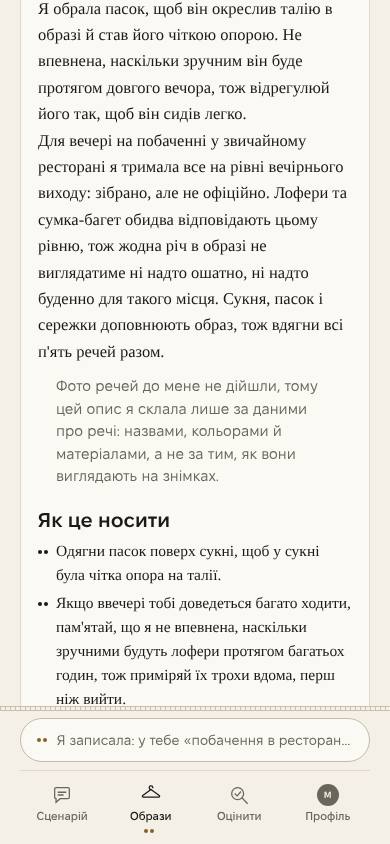 Я обрала пасок, щоб він окреслив талію в
образі й став його чіткою опорою. Не
впевнена, наскільки зручним він буде
протягом довгого вечора, тож відрегулюй
його так, щоб він сидів легко.
Для вечері на побаченні у звичайному
ресторані я тримала все на рівні вечірнього
виходу: зібрано, але не офіційно. Лофери та
сумка-багет обидва відповідають цьому
рівню, тож жодна річ в образі не
виглядатиме ні надто ошатно, ні надто
буденно для такого місця. Сукня, пасок і
сережки доповнюють образ, тож вдягни всі
п'ять речей разом.
Фото речей до мене не дійшли, тому
цей опис я склала лише за даними
про речі: назвами, кольорами й
матеріалами, а не за тим, як вони
виглядають на знімках.
Як це носити
•• Одягни пасок поверх сукні, щоб у сукні
була чітка опора на талії.
•• Якщо ввечері тобі доведеться багато ходити,
пам'ятай, що я не впевнена, наскільки
зручними будуть лофери протягом багатьох
годин, тож приміряй їх трохи вдома, перш
ніж вийти.
•• Я записала: у тебе «побачення в ресторан...
Сценарій Образи Оцінити М Профіль